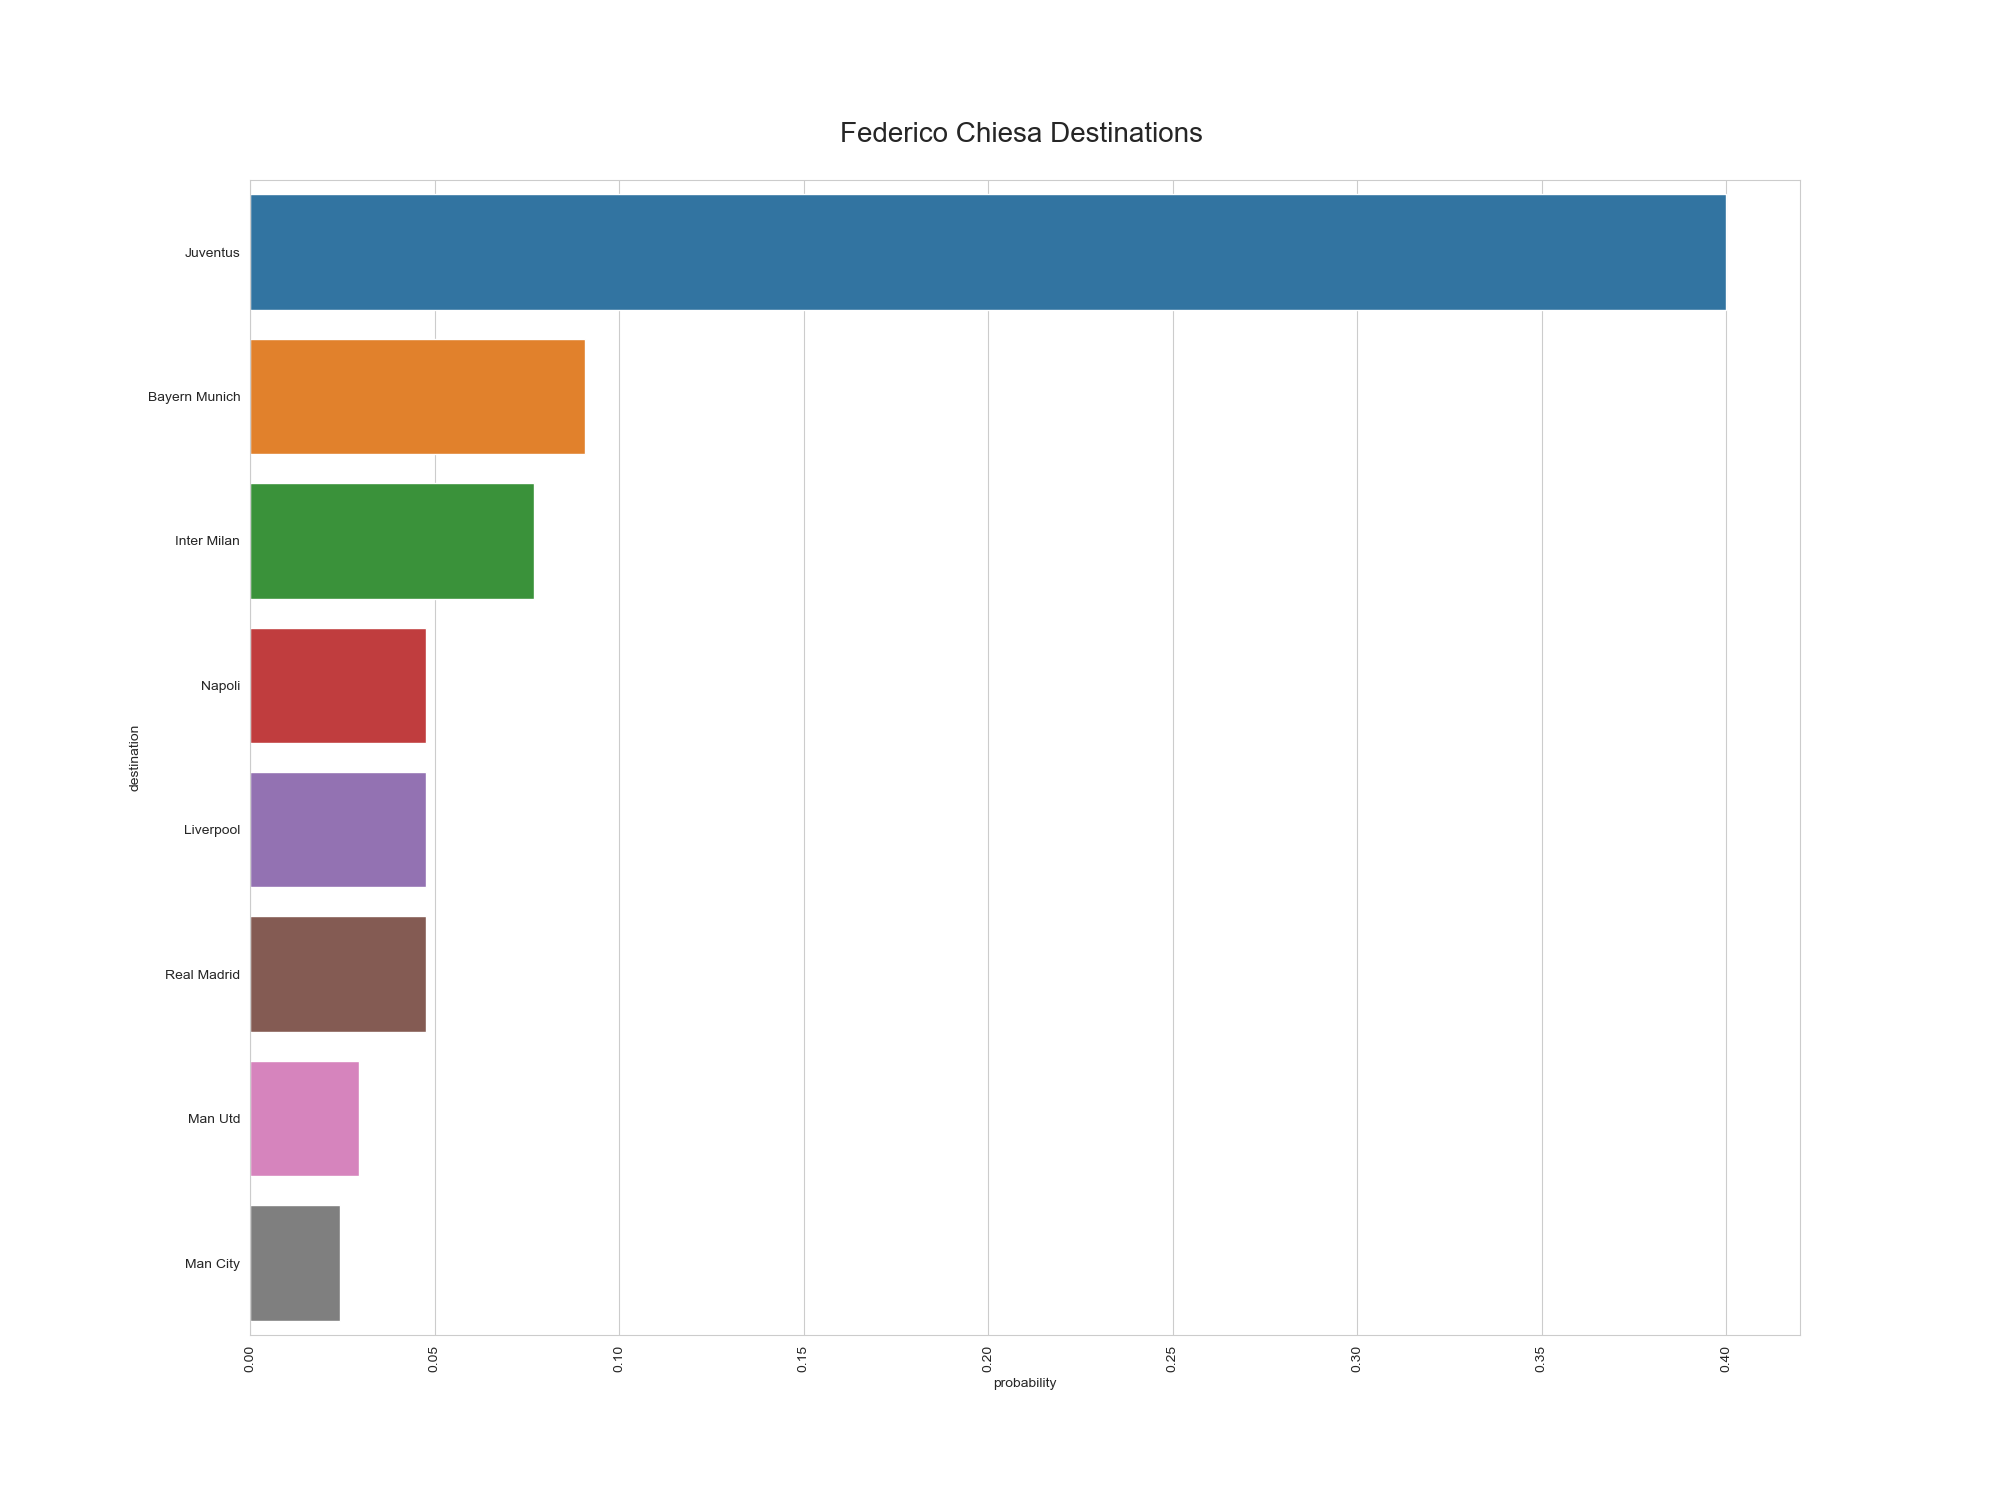 Federico Chiesa Destinations
Juventus
Bayern Munich
Inter Milan
Napoli
destination
Liverpool
Real Madrid
Man Utd
Man City
0.00
0.05
0.10
0.15
0.20
0.25
0.30
0.35
0.40
probability